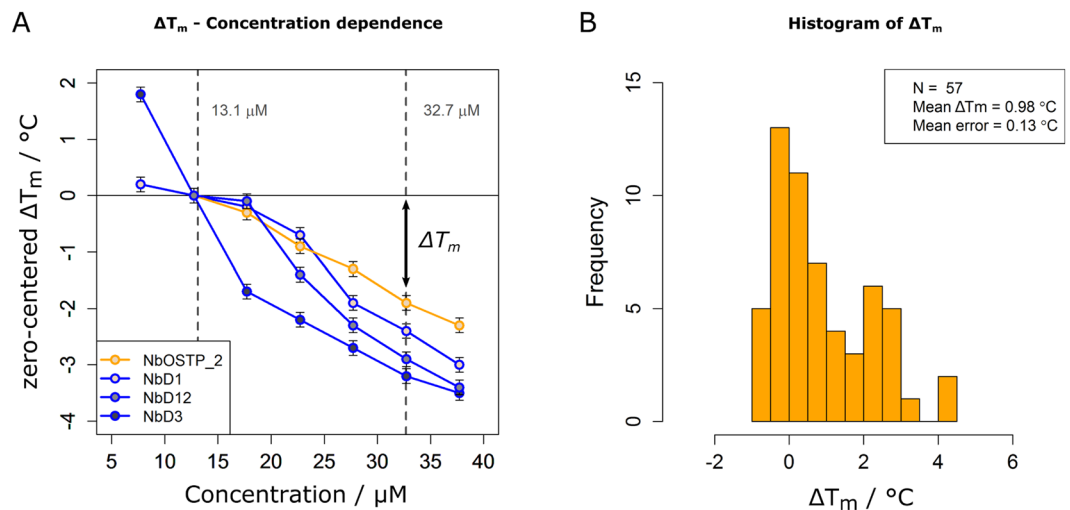 A
ΔTm - Concentration dependence
zero-centered ΔTm / °C
2
1
0
-1
-2
-3
-4
13.1 µM
32.7 µM
ΔTm
NbOSTP_2
NbD1
NbD12
NbD3
5 10 15 20 25 30 35 40
Concentration / µM
B
Histogram of ΔTm
N = 57
Mean ΔTm = 0.98 °C
Mean error = 0.13 °C
Frequency
15
10
5
0
-2 0 2 4 6
ΔTm / °C